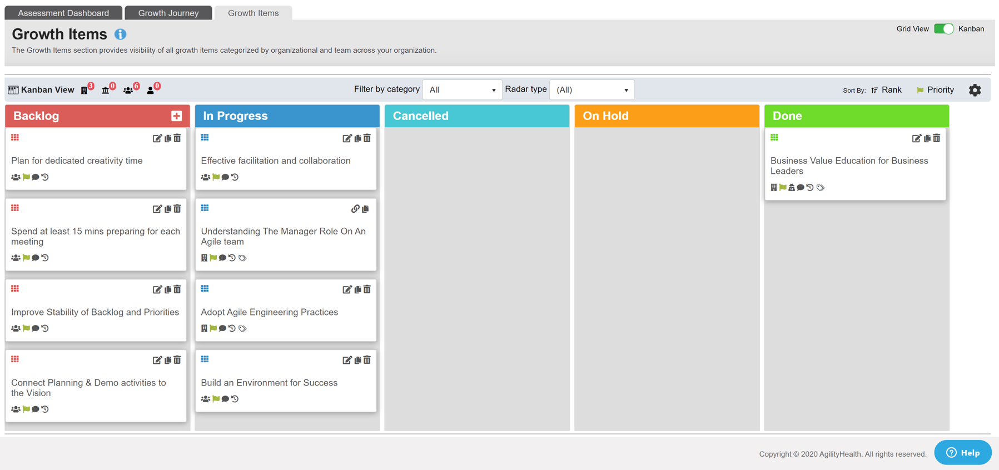 Assessment Dashboard
Growth Journey
Growth Items
Growth Items
The Growth Items section provides visibility of all growth items categorized by organizational and team across your organization.
Grid View
Kanban
Kanban View
3
0
6
0
Filter by category
All
Radar type
(All)
Sort By:
Rank
Priority
Backlog
Plan for dedicated creativity time
Spend at least 15 mins preparing for each
meeting
Improve Stability of Backlog and Priorities
Connect Planning & Demo activities to
the Vision
In Progress
Effective facilitation and collaboration
Understanding The Manager Role On An
Agile team
Adopt Agile Engineering Practices
Build an Environment for Success
Cancelled
On Hold
Done
Business Value Education for Business
Leaders
Copyright © 2020 AgilityHealth. All rights reserved.
Help